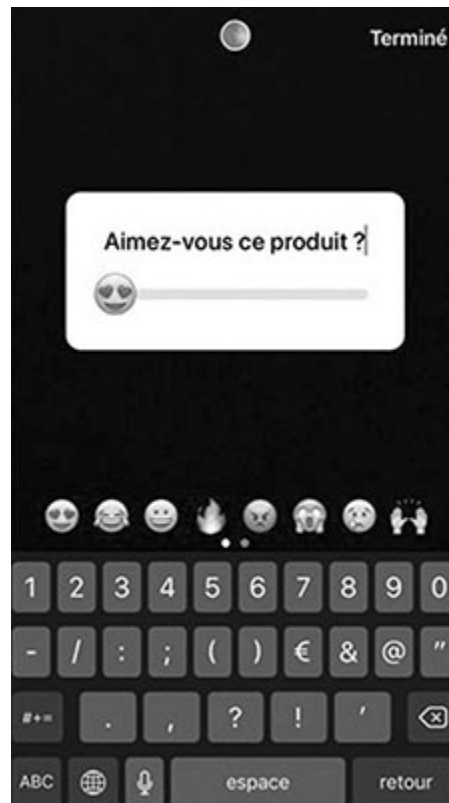 Terminé
Aimez-vous ce produit ?
1 2 3 4 5 6 7 8 9 0
- / : ; ( ) € & @ "
#+= . , ? ! '
ABC espace retour